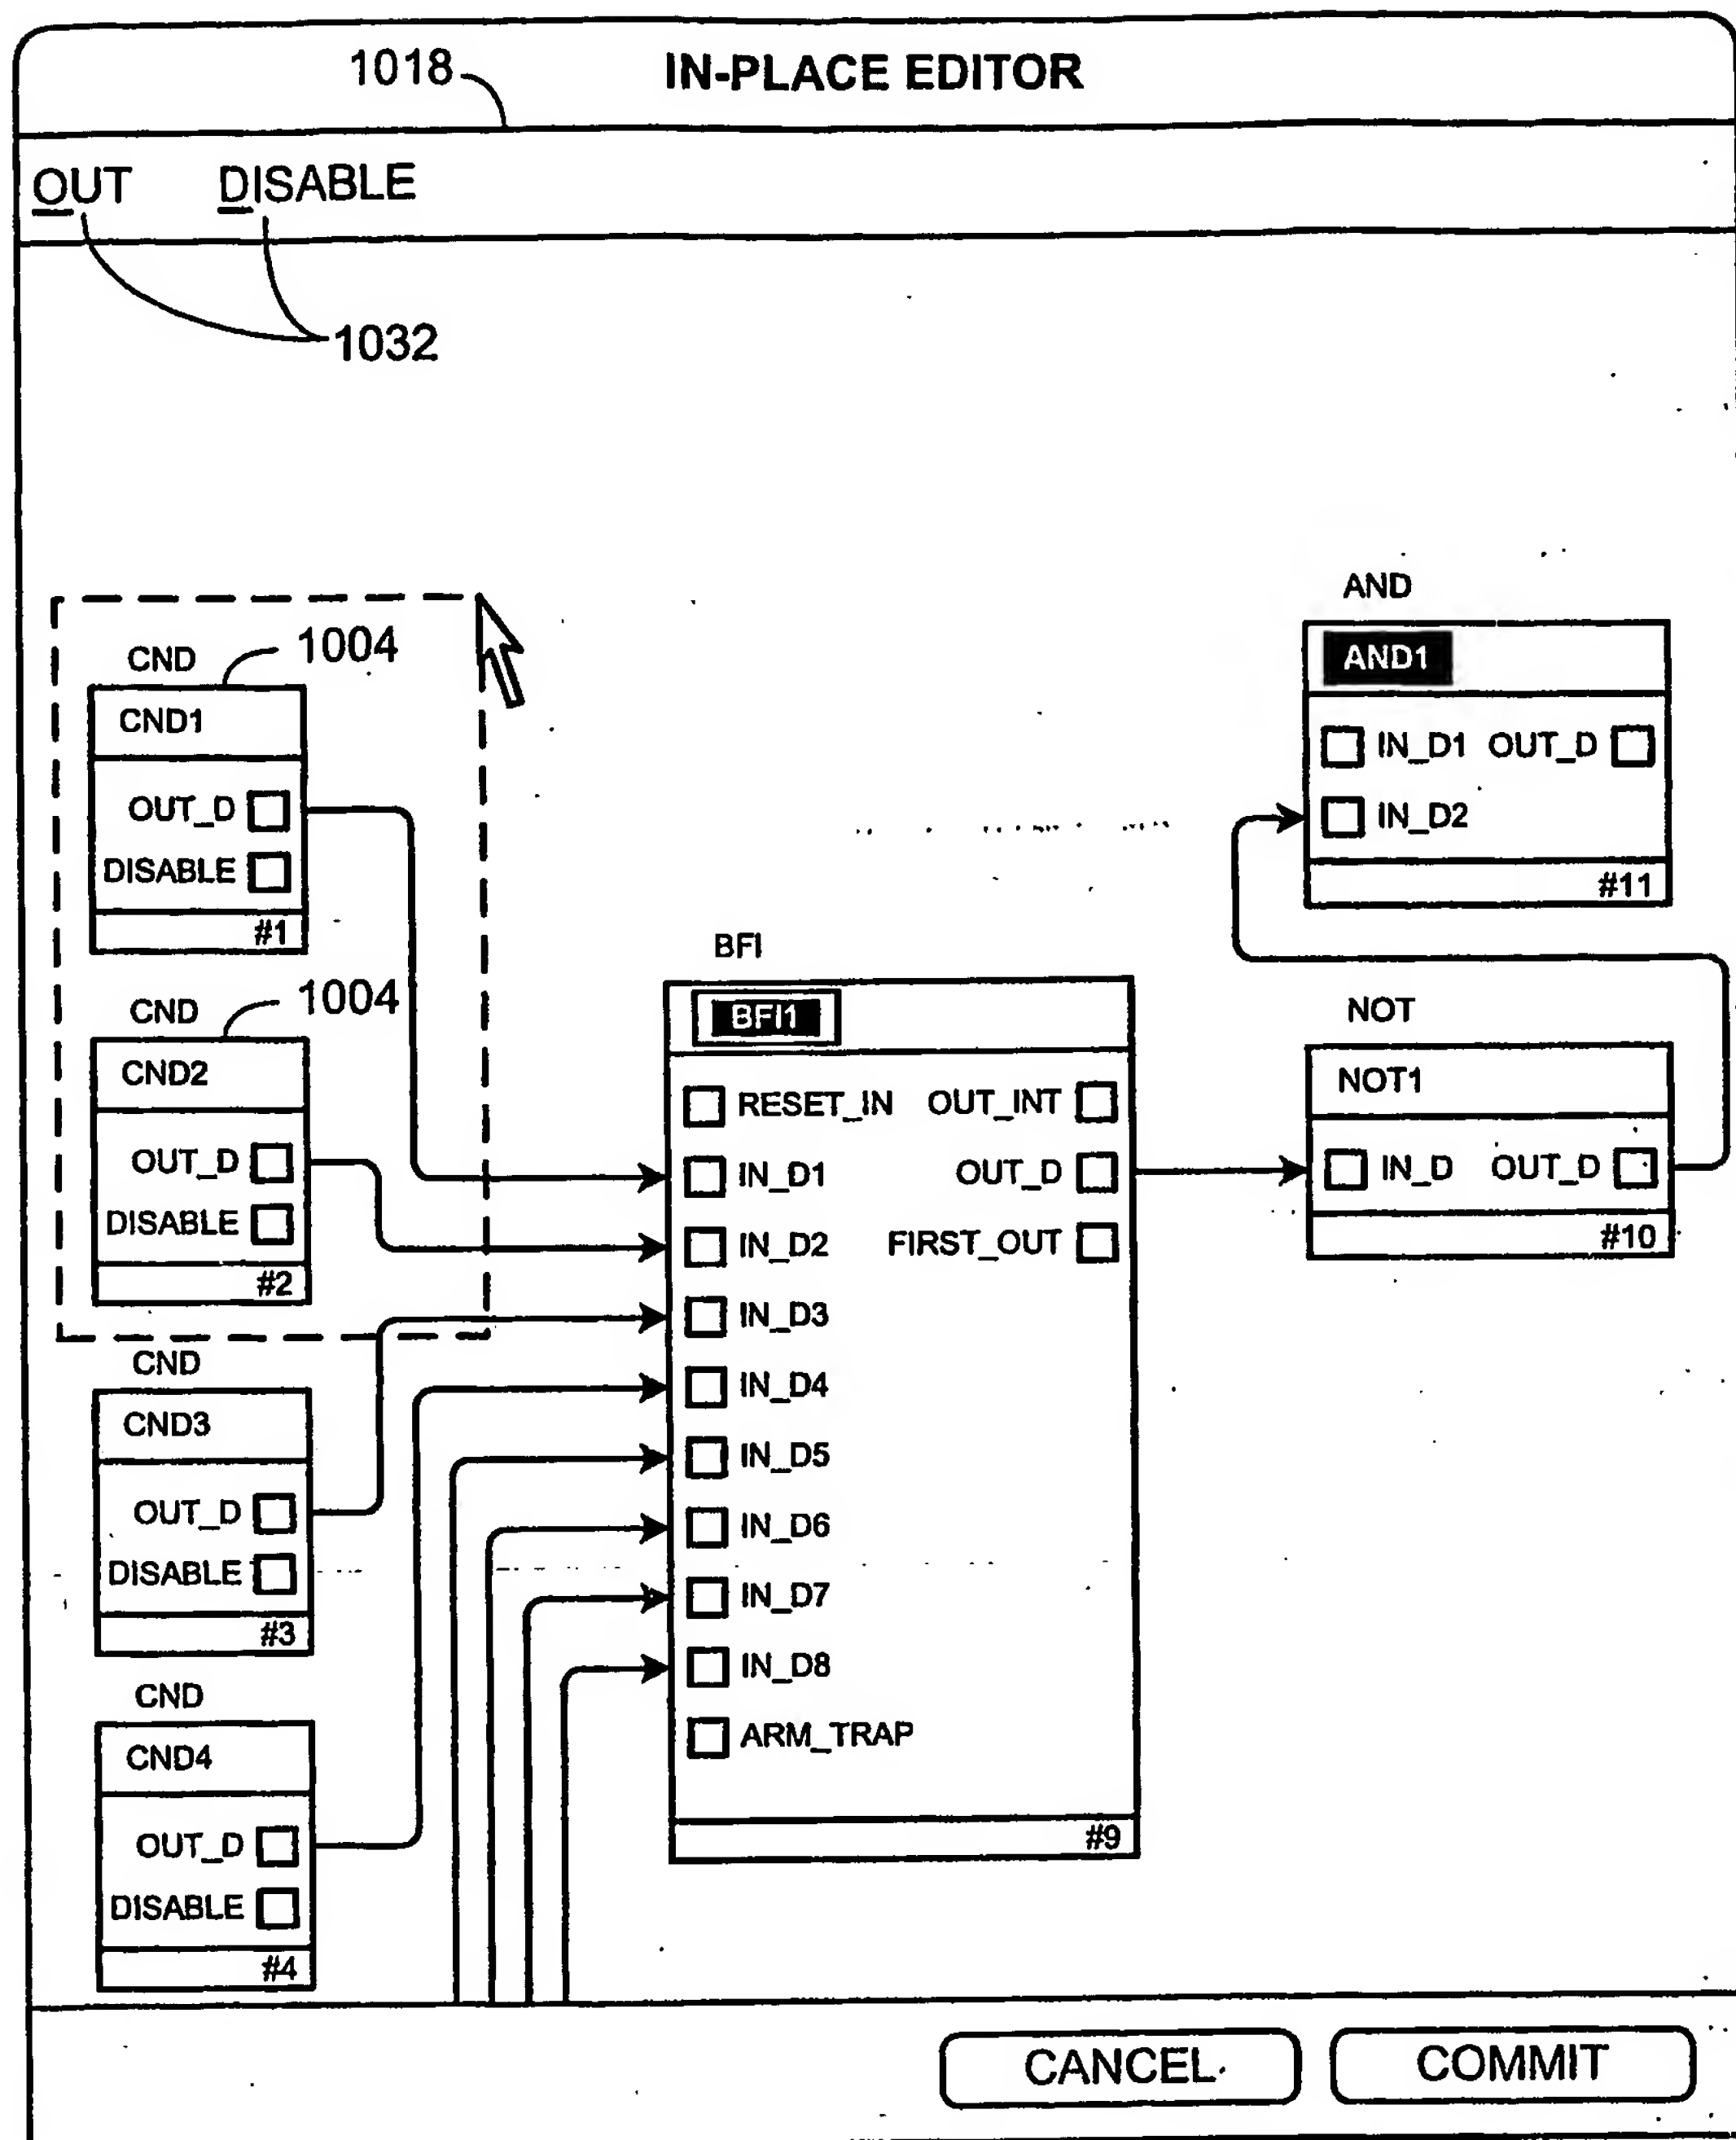 1018
IN-PLACE EDITOR
OUT DISABLE
1032
CND
1004
CND1
OUT_D
DISABLE
#1
CND
1004
CND2
OUT_D
DISABLE
#2
CND
CND3
OUT_D
DISABLE
#3
CND
CND4
OUT_D
DISABLE
#4
BFI
BFI1
RESET_IN OUT_INT
IN_D1 OUT_D
IN_D2 FIRST_OUT
IN_D3
IN_D4
IN_D5
IN_D6
IN_D7
IN_D8
ARM_TRAP
#9
AND
AND1
IN_D1 OUT_D
IN_D2
#11
NOT
NOT1
IN_D OUT_D
#10
CANCEL
COMMIT